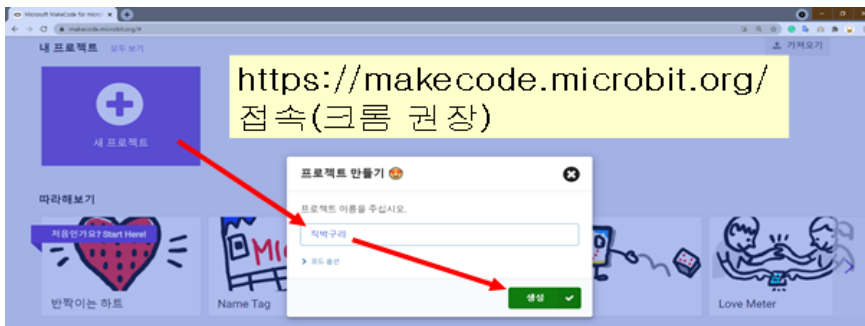 Microsoft MakeCode for micro:
makecode.microbit.org/#
내 프로젝트 모두 보기
가져오기
https://makecode.microbit.org/
접속(크롬 권장)
새 프로젝트
프로젝트 만들기
프로젝트 이름을 주십시오.
직박구리
코드 옵션
생성
따라해보기
처음인가요? Start Here!
반짝이는 하트
Name Tag
Love Meter